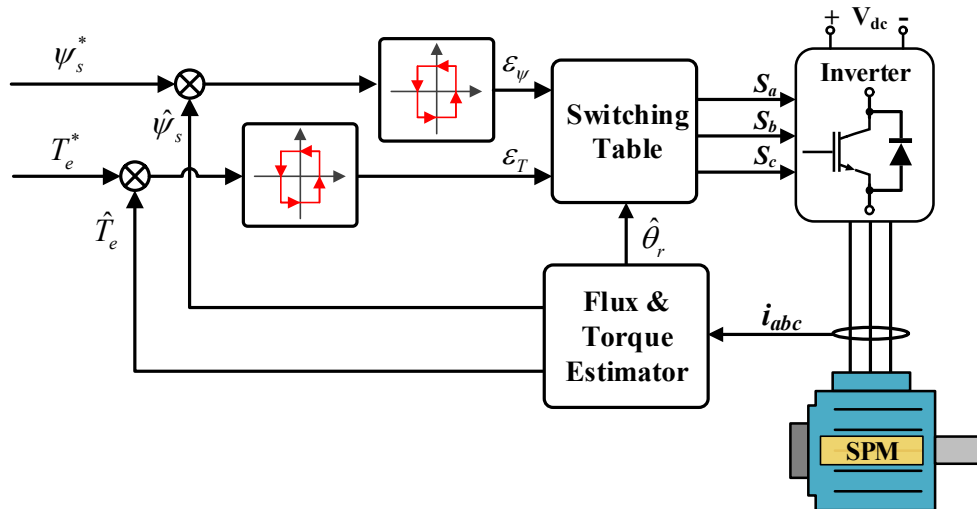 + V_dc -
ψ_s^*
Inverter
ε_ψ
S_a
ψ̂_s
Switching
Table
S_b
T_e^*
ε_T
S_c
T̂_e
θ̂_r
Flux &
Torque
Estimator
i_abc
SPM